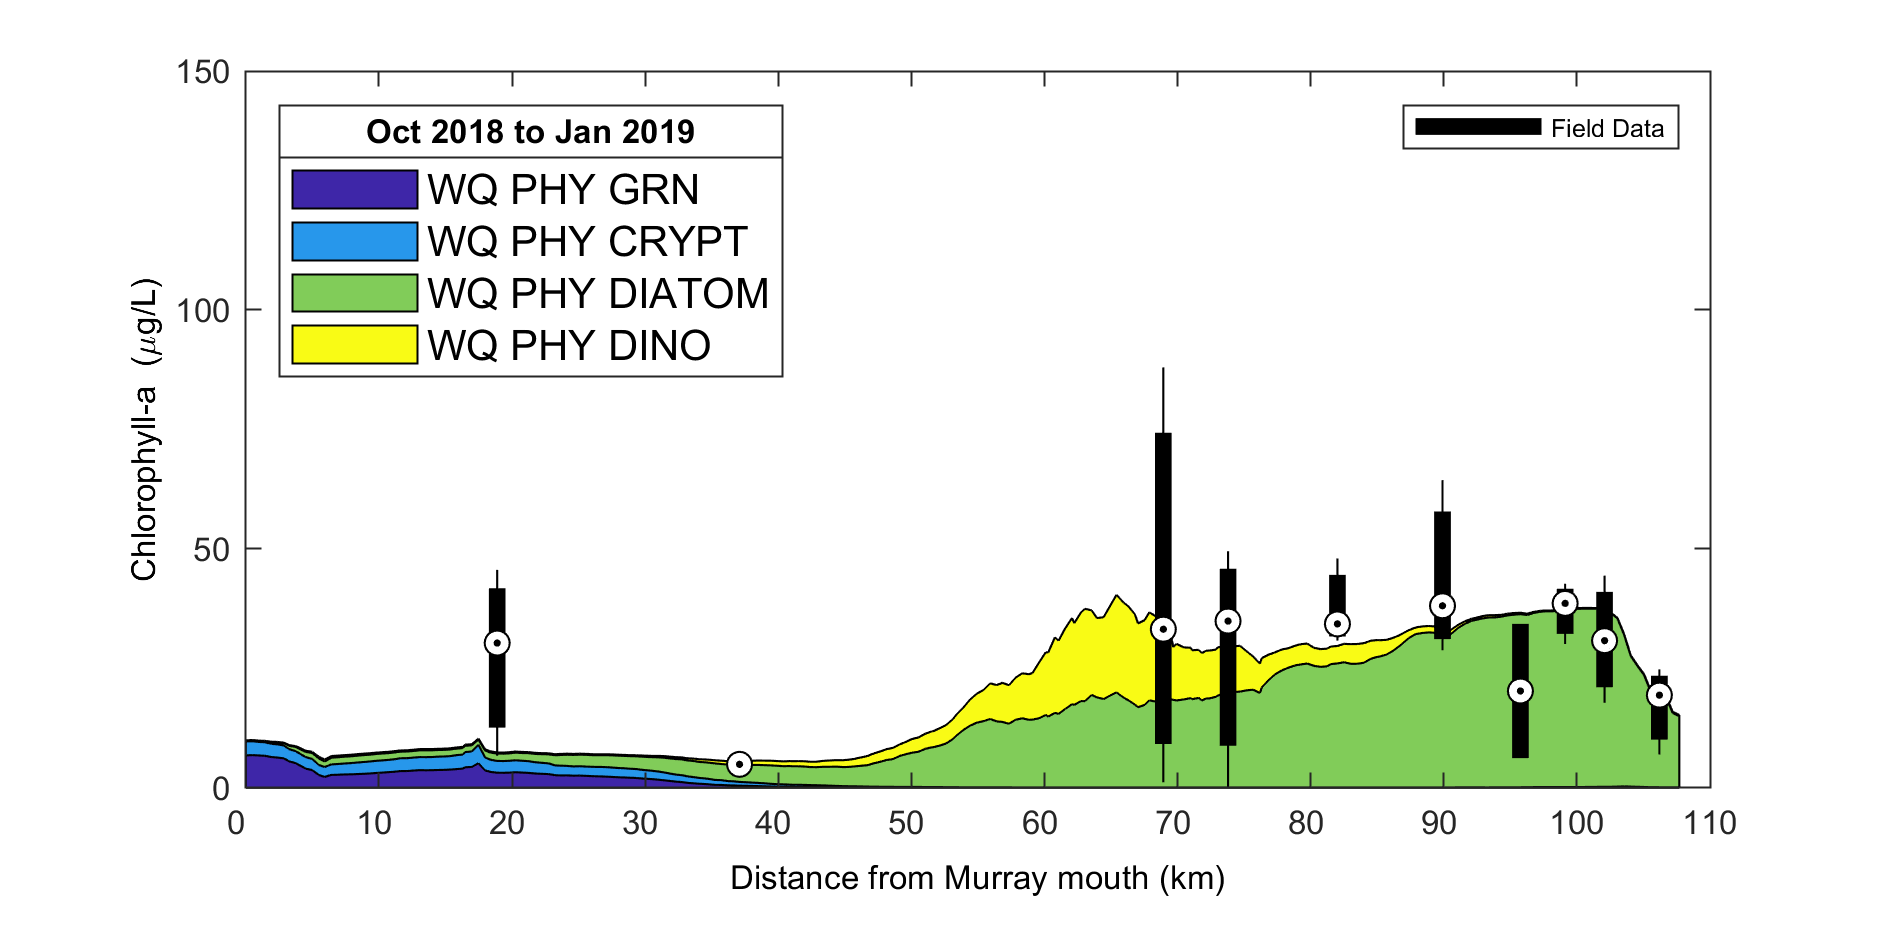 150
100
50
0
Chlorophyll-a (μg/L)
Oct 2018 to Jan 2019
WQ PHY GRN
WQ PHY CRYPT
WQ PHY DIATOM
WQ PHY DINO
Field Data
0 10 20 30 40 50 60 70 80 90 100 110
Distance from Murray mouth (km)